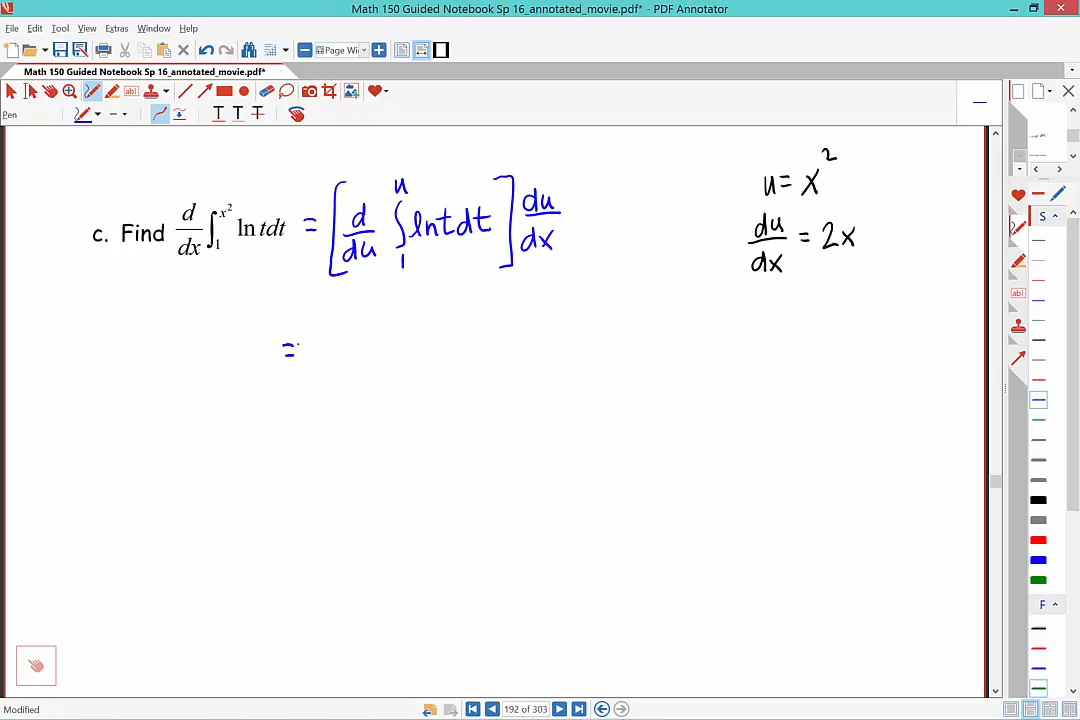 Math 150 Guided Notebook Sp 16_annotated_movie.pdf* - PDF Annotator
File Edit Tool View Extras Window Help
Page Wi
Math 150 Guided Notebook Sp 16_annotated_movie.pdf*
Pen
c. Find d/dx ∫₁^{x²} ln t dt = [ d/du ∫₁^u ln t dt ] du/dx
=
u = x²
du/dx = 2x
S
F
Modified
192 of 303